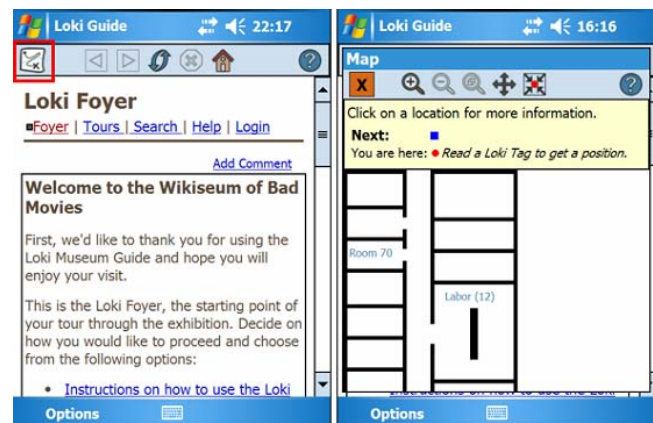 Loki Guide 22:17
Loki Foyer
Foyer | Tours | Search | Help | Login
Add Comment
Welcome to the Wikiseum of Bad
Movies
First, we'd like to thank you for using the
Loki Museum Guide and hope you will
enjoy your visit.
This is the Loki Foyer, the starting point of
your tour through the exhibition. Decide on
how you would like to proceed and choose
from the following options:
• Instructions on how to use the Loki
Options
Loki Guide 16:16
Map
X
Click on a location for more information.
Next:
You are here: Read a Loki Tag to get a position.
Room 70
Labor (12)
Options